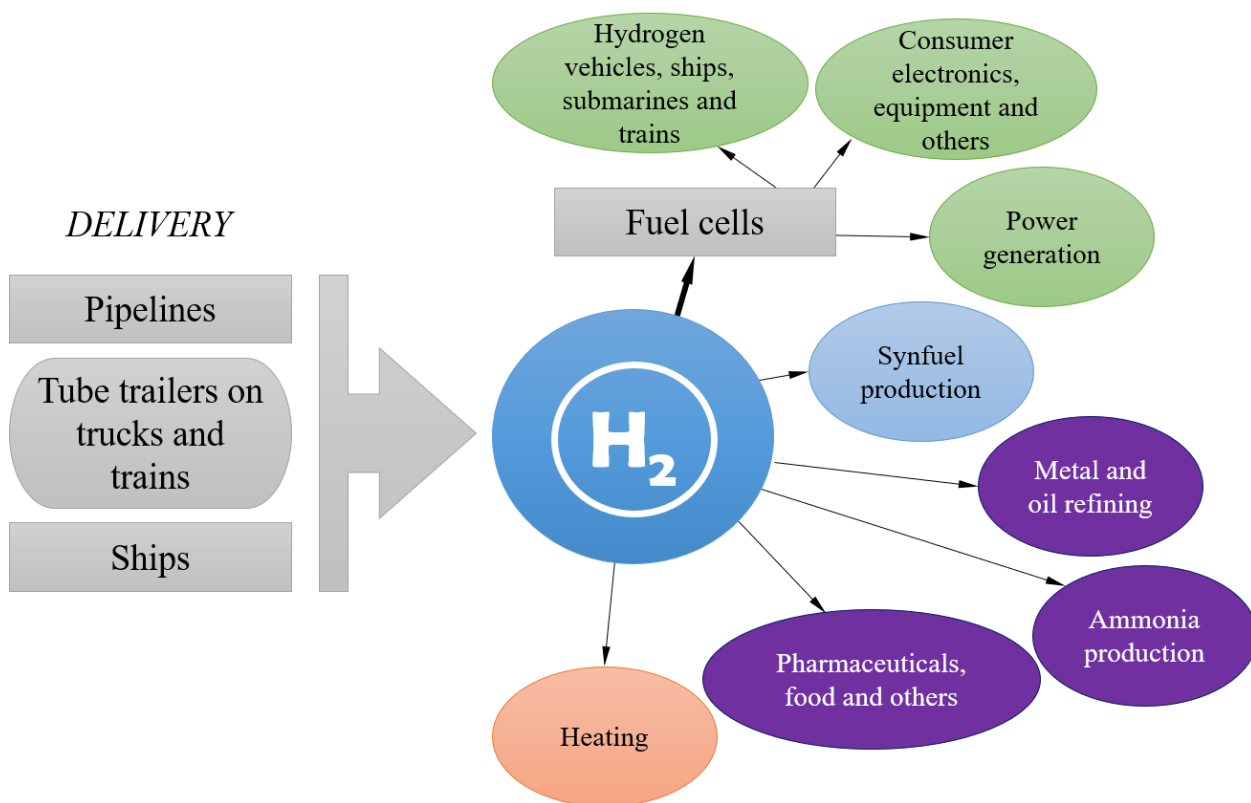 Hydrogen
vehicles, ships,
submarines and
trains
Consumer
electronics,
equipment and
others
DELIVERY
Fuel cells
Power
generation
Pipelines
Tube trailers on
trucks and
trains
Ships
H2
Synfuel
production
Metal and
oil refining
Ammonia
production
Pharmaceuticals,
food and others
Heating